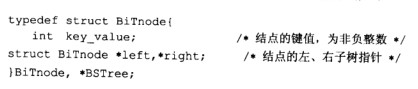 typedef struct BiTnode{
int key_value; /* 结点的键值，为非负整数 */
struct BiTnode *left,*right; /* 结点的左、右子树指针 */
}BiTnode, *BSTree;